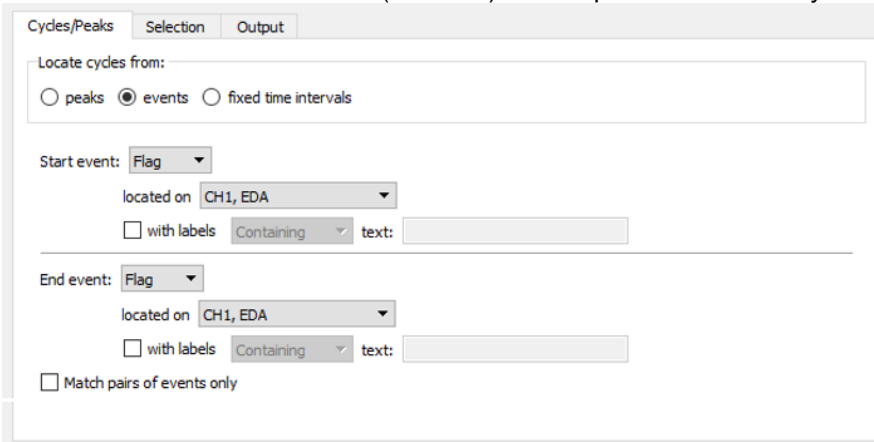 Cycles/Peaks Selection Output
Locate cycles from:
peaks events fixed time intervals
Start event: Flag
located on CH1, EDA
with labels Containing text:
End event: Flag
located on CH1, EDA
with labels Containing text:
Match pairs of events only